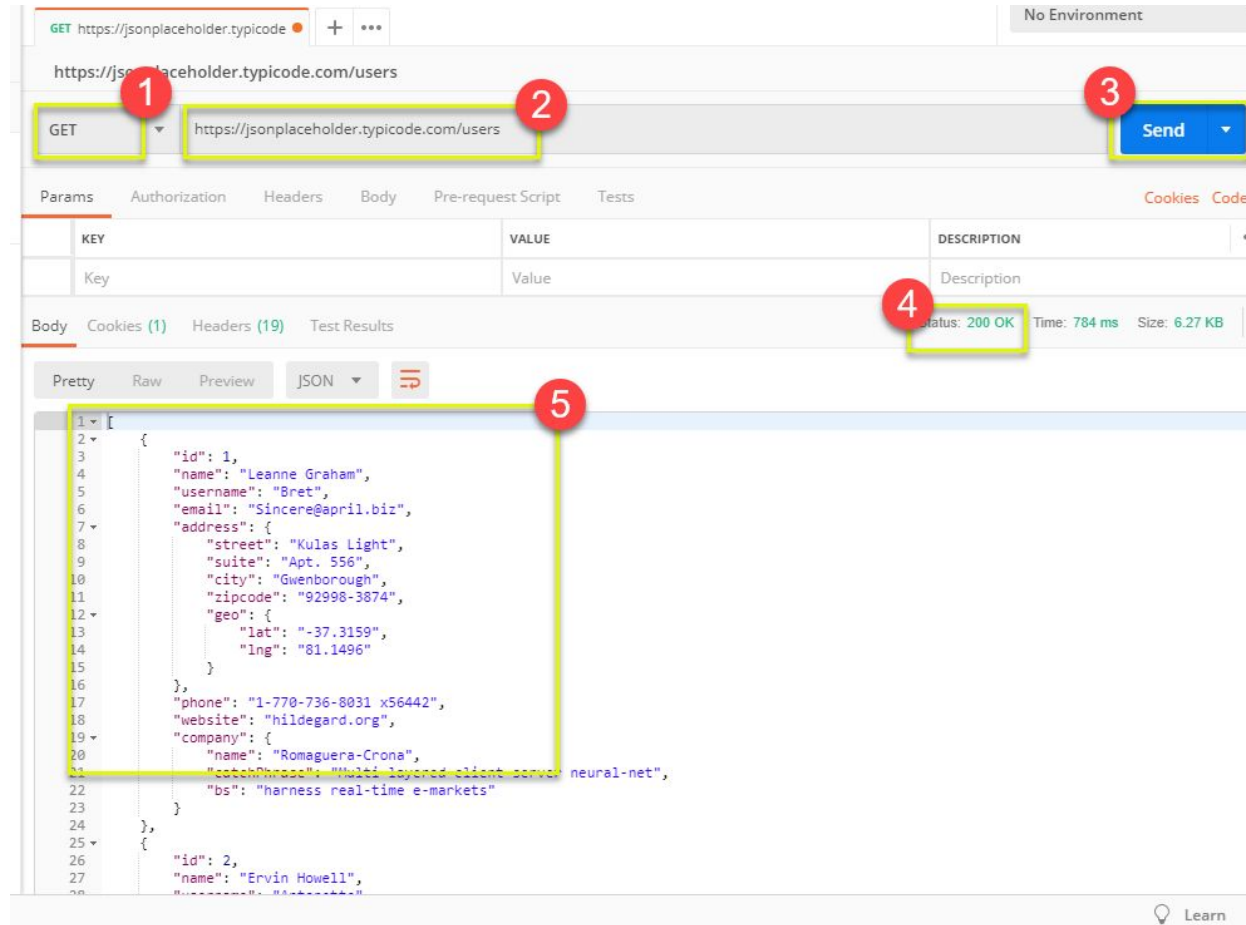 GET https://jsonplaceholder.typicode + ••• No Environment
https://jsonplaceholder.typicode.com/users
1 2 3
GET https://jsonplaceholder.typicode.com/users Send
Params Authorization Headers Body Pre-request Script Tests Cookies Code
KEY VALUE DESCRIPTION
Key Value Description
4
Body Cookies (1) Headers (19) Test Results Status: 200 OK Time: 784 ms Size: 6.27 KB
Pretty Raw Preview JSON
5
1 [
2 {
3 "id": 1,
4 "name": "Leanne Graham",
5 "username": "Bret",
6 "email": "Sincere@april.biz",
7 "address": {
8 "street": "Kulas Light",
9 "suite": "Apt. 556",
10 "city": "Gwenborough",
11 "zipcode": "92998-3874",
12 "geo": {
13 "lat": "-37.3159",
14 "lng": "81.1496"
15 }
16 },
17 "phone": "1-770-736-8031 x56442",
18 "website": "hildegard.org",
19 "company": {
20 "name": "Romaguera-Crona",
21 "catchPhrase": "Multi-layered client-server neural-net",
22 "bs": "harness real-time e-markets"
23 }
24 },
25 {
26 "id": 2,
27 "name": "Ervin Howell",
28 "username": "Antonette"
Learn